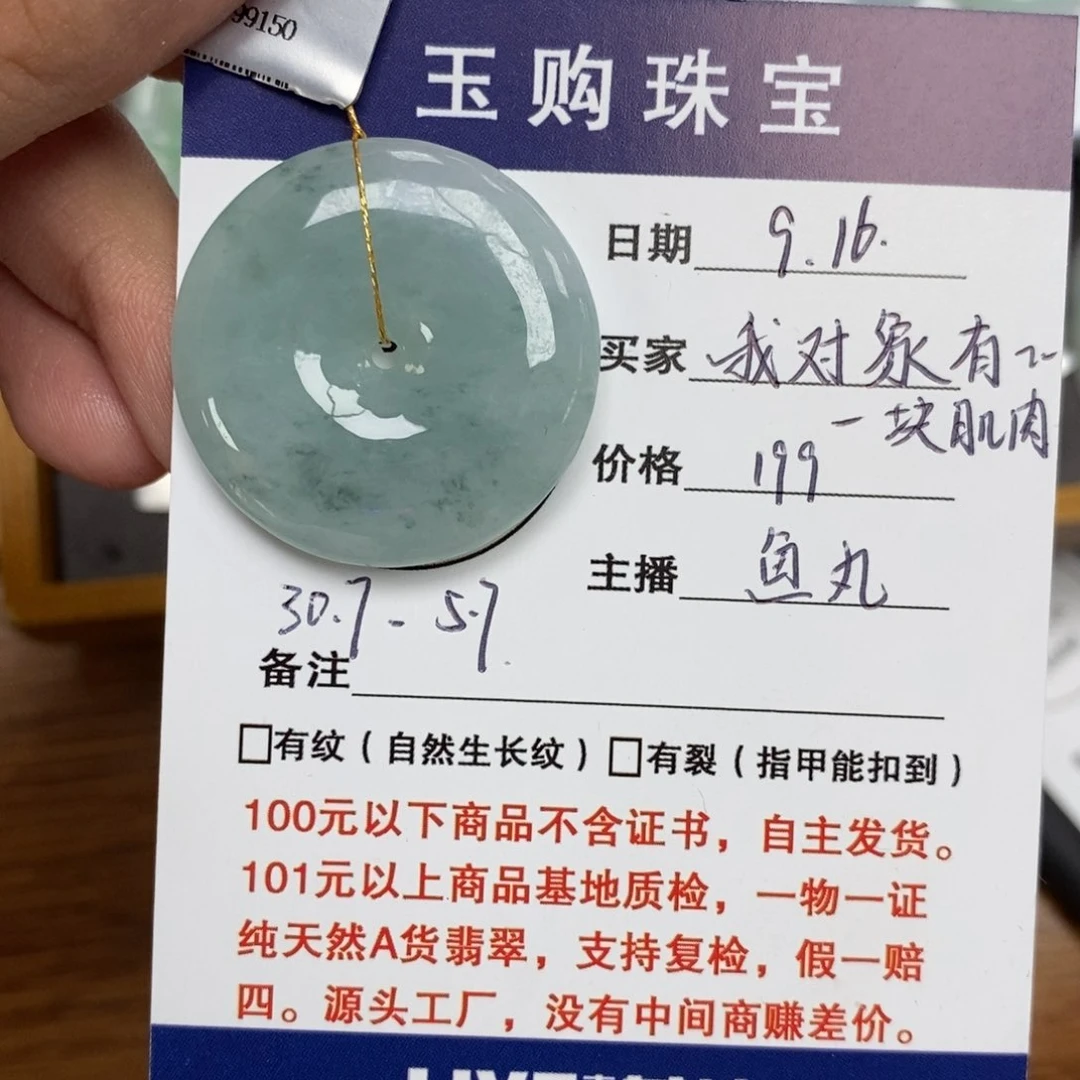 99150
玉购珠宝
日期 9.16.
买家 我对象有二
一块肌肉
价格 199
主播 鱼丸
30.7 - 5.7
备注
□有纹（自然生长纹）□有裂（指甲能扣到）
100元以下商品不含证书，自主发货。
101元以上商品基地质检，一物一证
纯天然A货翡翠，支持复检，假一赔
四。源头工厂，没有中间商赚差价。